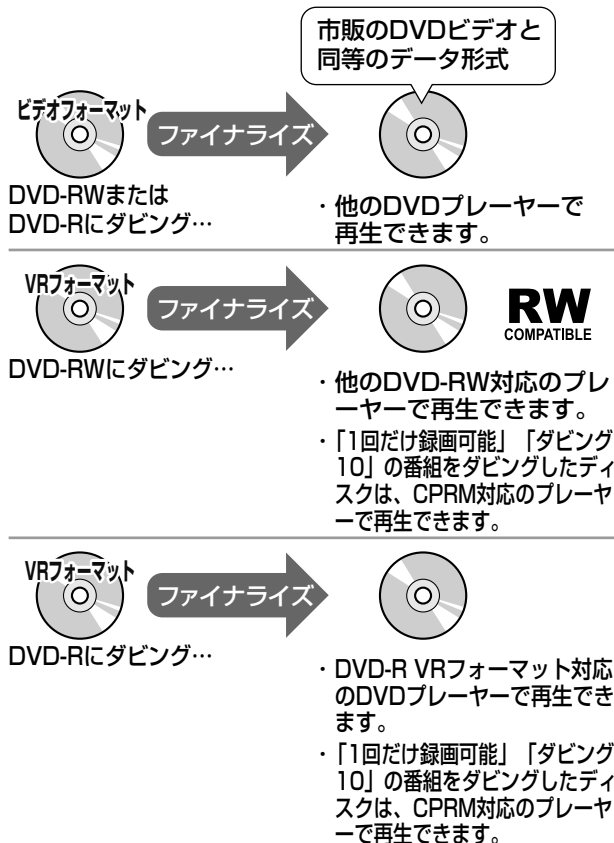 市販のDVDビデオと
同等のデータ形式
ビデオフォーマット
ファイナライズ
DVD-RWまたは
DVD-Rにダビング…
・他のDVDプレーヤーで
再生できます。
VRフォーマット
ファイナライズ
RW
COMPATIBLE
DVD-RWにダビング…
・他のDVD-RW対応のプレ
ーヤーで再生できます。
・「1回だけ録画可能」「ダビング
10」の番組をダビングしたディ
スクは、CPRM対応のプレーヤ
ーで再生できます。
VRフォーマット
ファイナライズ
DVD-Rにダビング…
・DVD-R VRフォーマット対応
のDVDプレーヤーで再生でき
ます。
・「1回だけ録画可能」「ダビング
10」の番組をダビングしたディ
スクは、CPRM対応のプレーヤ
ーで再生できます。